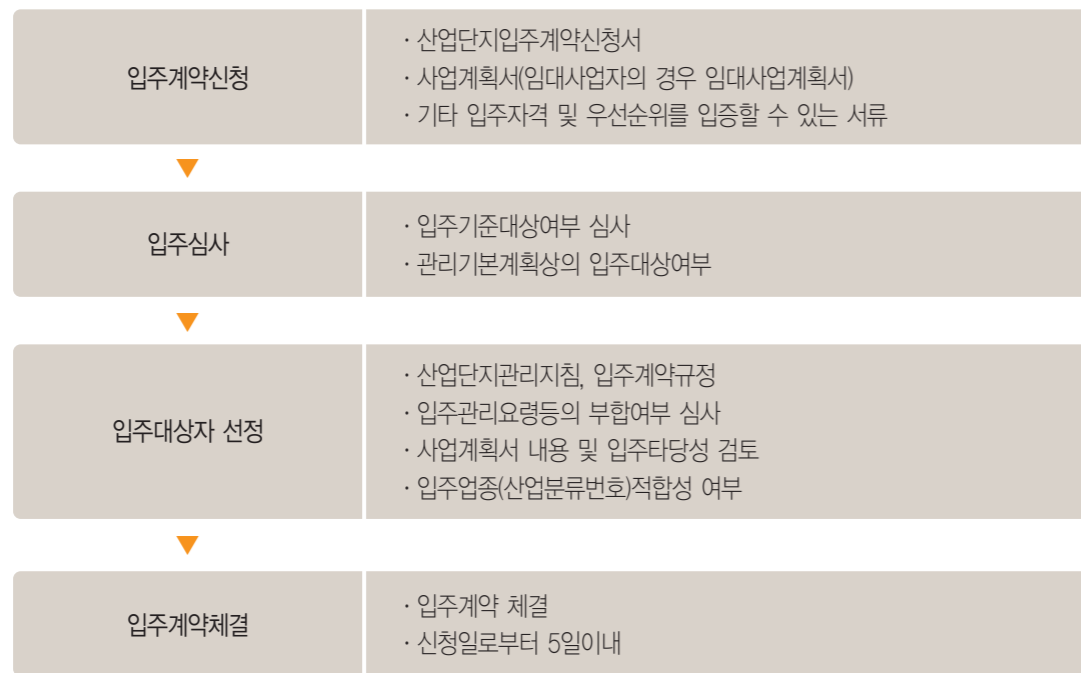 입주계약신청
· 산업단지입주계약신청서
· 사업계획서(임대사업자의 경우 임대사업계획서)
· 기타 입주자격 및 우선순위를 입증할 수 있는 서류
입주심사
· 입주기준대상여부 심사
· 관리기본계획상의 입주대상여부
입주대상자 선정
· 산업단지관리지침, 입주계약규정
· 입주관리요령등의 부합여부 심사
· 사업계획서 내용 및 입주타당성 검토
· 입주업종(산업분류번호)적합성 여부
입주계약체결
· 입주계약 체결
· 신청일로부터 5일이내